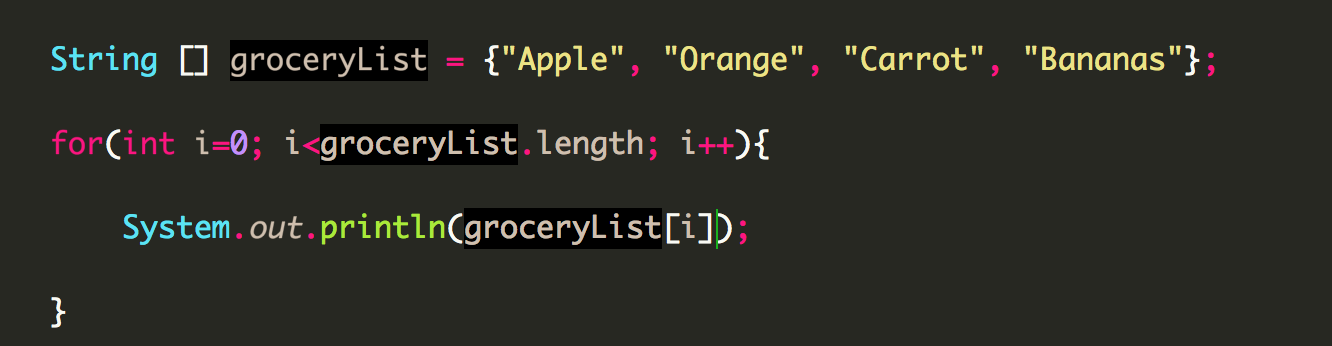 String [] groceryList = {"Apple", "Orange", "Carrot", "Bananas"};
for(int i=0; i<groceryList.length; i++){
System.out.println(groceryList[i]);
}